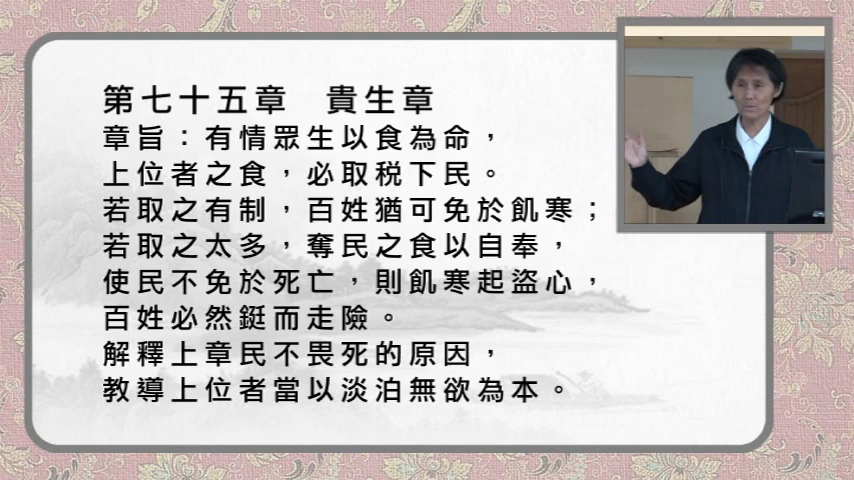 第七十五章　貴生章
章旨：有情眾生以食為命，
上位者之食，必取税下民。
若取之有制，百姓猶可免於飢寒；
若取之太多，奪民之食以自奉，
使民不免於死亡，則飢寒起盜心，
百姓必然鋌而走險。
解釋上章民不畏死的原因，
教導上位者當以淡泊無欲為本。